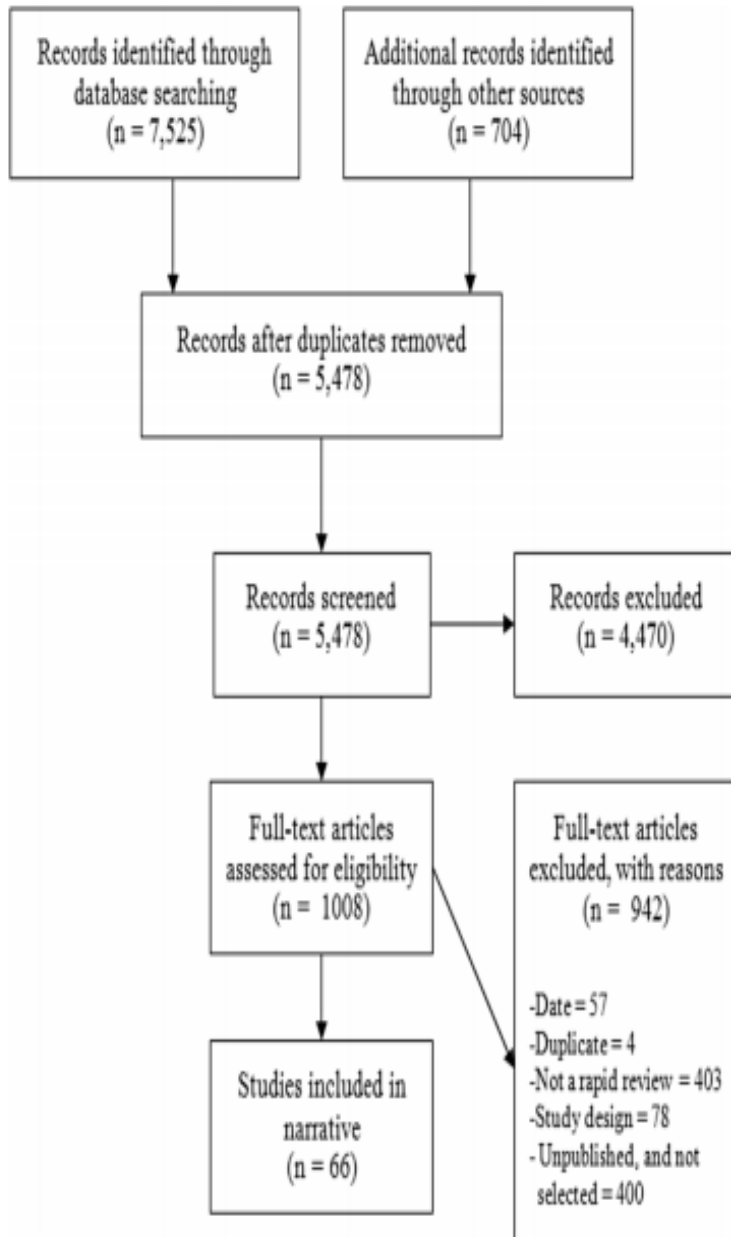 Records identified through
database searching
(n = 7,525)
Additional records identified
through other sources
(n = 704)
Records after duplicates removed
(n = 5,478)
Records screened
(n = 5,478)
Records excluded
(n = 4,470)
Full-text articles
assessed for eligibility
(n = 1008)
Full-text articles
excluded, with reasons
(n = 942)
-Date = 57
-Duplicate = 4
-Not a rapid review = 403
-Study design = 78
- Unpublished, and not
selected = 400
Studies included in
narrative
(n = 66)